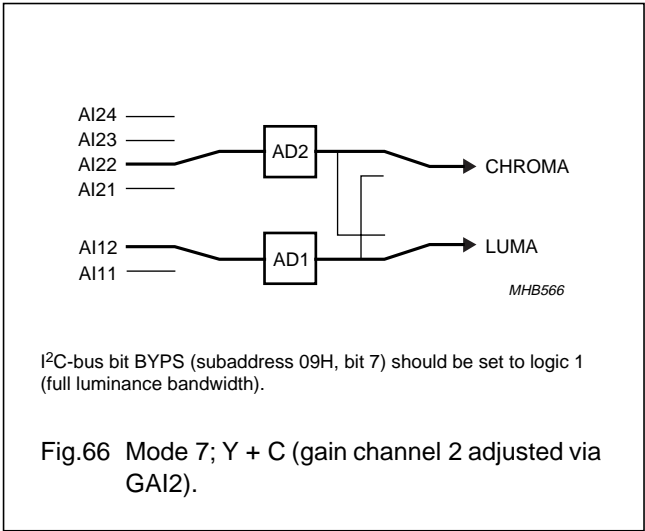 AI24
AI23
AI22
AI21
AD2
CHROMA
AI12
AI11
AD1
LUMA
MHB566
I²C-bus bit BYPS (subaddress 09H, bit 7) should be set to logic 1
(full luminance bandwidth).
Fig.66 Mode 7; Y + C (gain channel 2 adjusted via
GAI2).